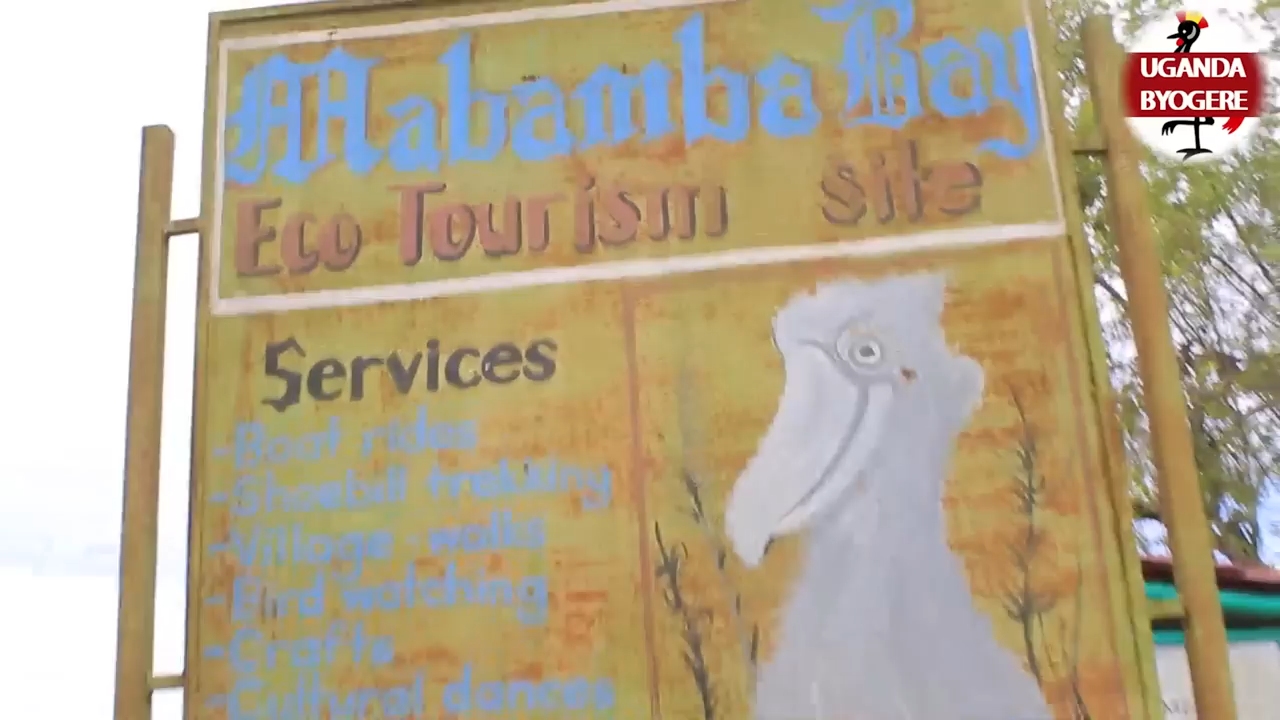 Mabamba Bay
Eco Tourism site
Services
-Boat rides
-Shoebill trekking
-Village walks
-Bird watching
-Crafts
-Cultural dances
UGANDA
BYOGERE